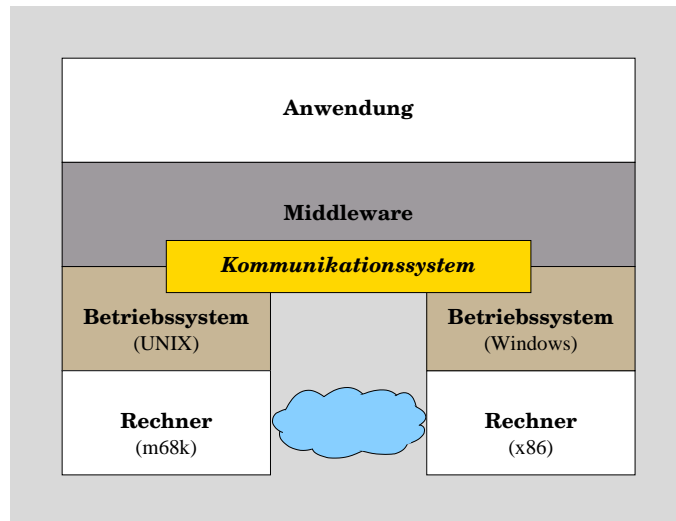 Anwendung
Middleware
Kommunikationssystem
Betriebssystem
(UNIX)
Betriebssystem
(Windows)
Rechner
(m68k)
Rechner
(x86)